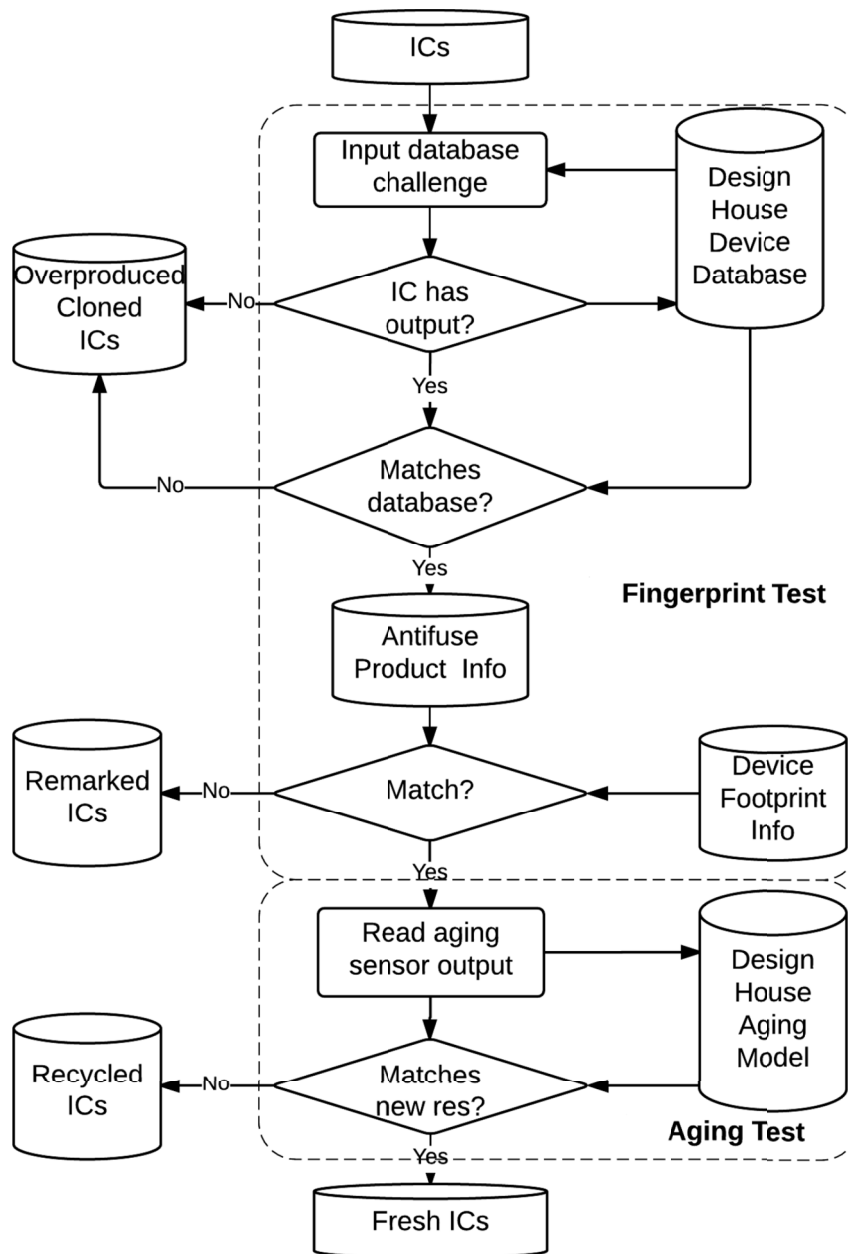 ICs
Input database
challenge
Design
House
Device
Database
Overproduced
Cloned
ICs
No
IC has
output?
Yes
Matches
database?
No
Yes
Fingerprint Test
Antifuse
Product Info
Remarked
ICs
No
Match?
Device
Footprint
Info
Yes
Read aging
sensor output
Design
House
Aging
Model
Recycled
ICs
No
Matches
new res?
Aging Test
Yes
Fresh ICs